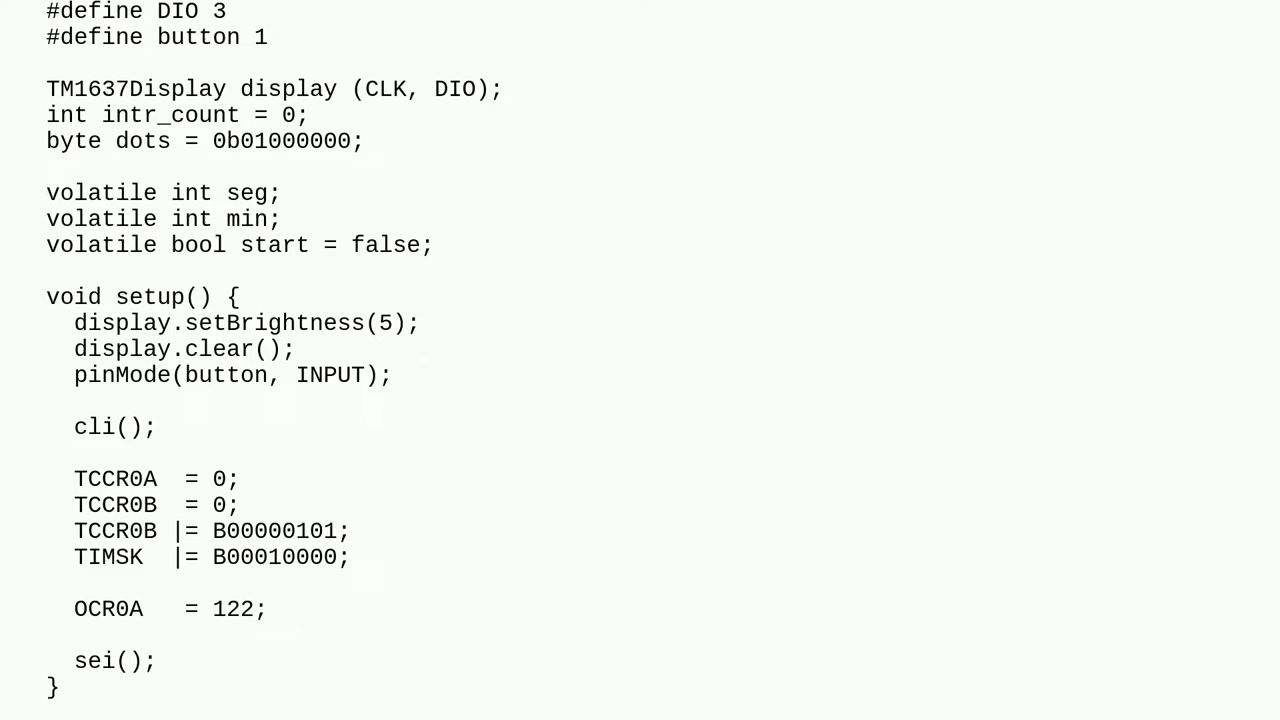 #define DIO 3
#define button 1
TM1637Display display (CLK, DIO);
int intr_count = 0;
byte dots = 0b01000000;
volatile int seg;
volatile int min;
volatile bool start = false;
void setup() {
display.setBrightness(5);
display.clear();
pinMode(button, INPUT);
cli();
TCCR0A = 0;
TCCR0B = 0;
TCCR0B |= B00000101;
TIMSK |= B00010000;
OCR0A = 122;
sei();
}